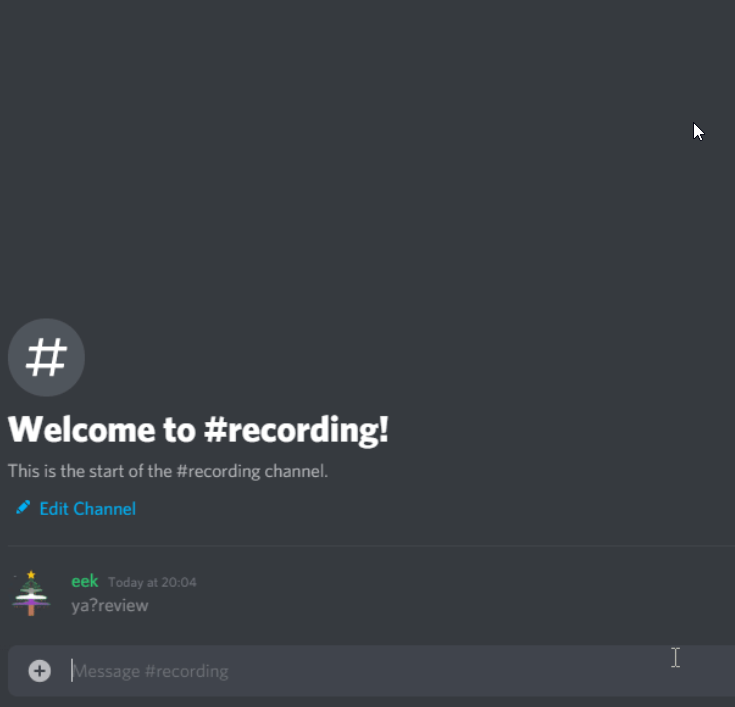 Welcome to #recording!
This is the start of the #recording channel.
Edit Channel
eek Today at 20:04
ya?review
Message #recording